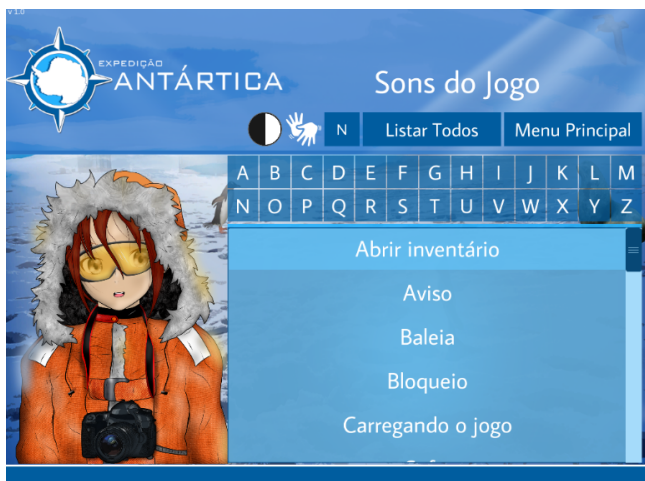 V 1.0
EXPEDIÇÃO
ANTÁRTICA
Sons do Jogo
N Listar Todos Menu Principal
A B C D E F G H I J K L M
N O P Q R S T U V W X Y Z
Abrir inventário
Aviso
Baleia
Bloqueio
Carregando o jogo